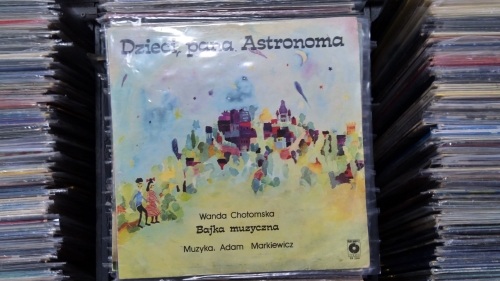 Dzieci pana Astronoma
Wanda Chotomska
Bajka muzyczna
Muzyka. Adam Markiewicz